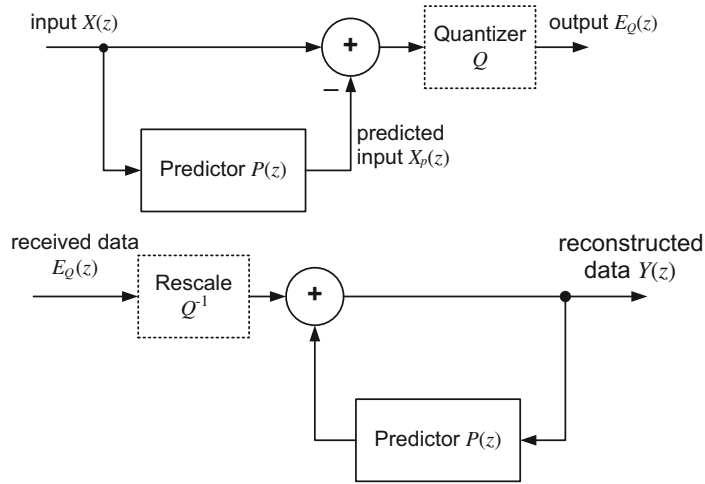 input X(z)
+
Quantizer
Q
output E_Q(z)
–
Predictor P(z)
predicted
input X_p(z)
received data
E_Q(z)
Rescale
Q^-1
+
reconstructed
data Y(z)
Predictor P(z)